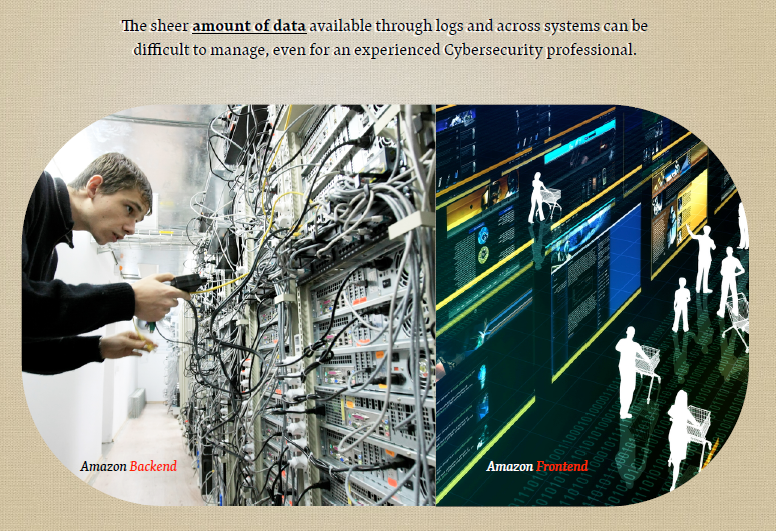 The sheer amount of data available through logs and across systems can be
difficult to manage, even for an experienced Cybersecurity professional.
Amazon Backend
Amazon Frontend